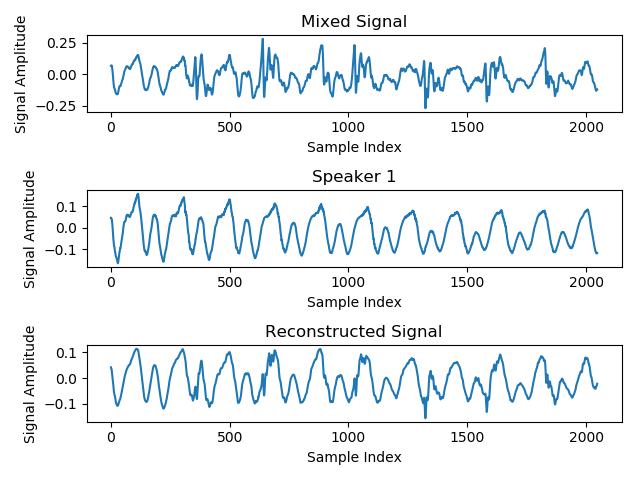 Mixed Signal
Signal Amplitude
0.25
0.00
−0.25
0
500
1000
1500
2000
Sample Index
Speaker 1
Signal Amplitude
0.1
0.0
−0.1
0
500
1000
1500
2000
Sample Index
Reconstructed Signal
Signal Amplitude
0.1
0.0
−0.1
0
500
1000
1500
2000
Sample Index